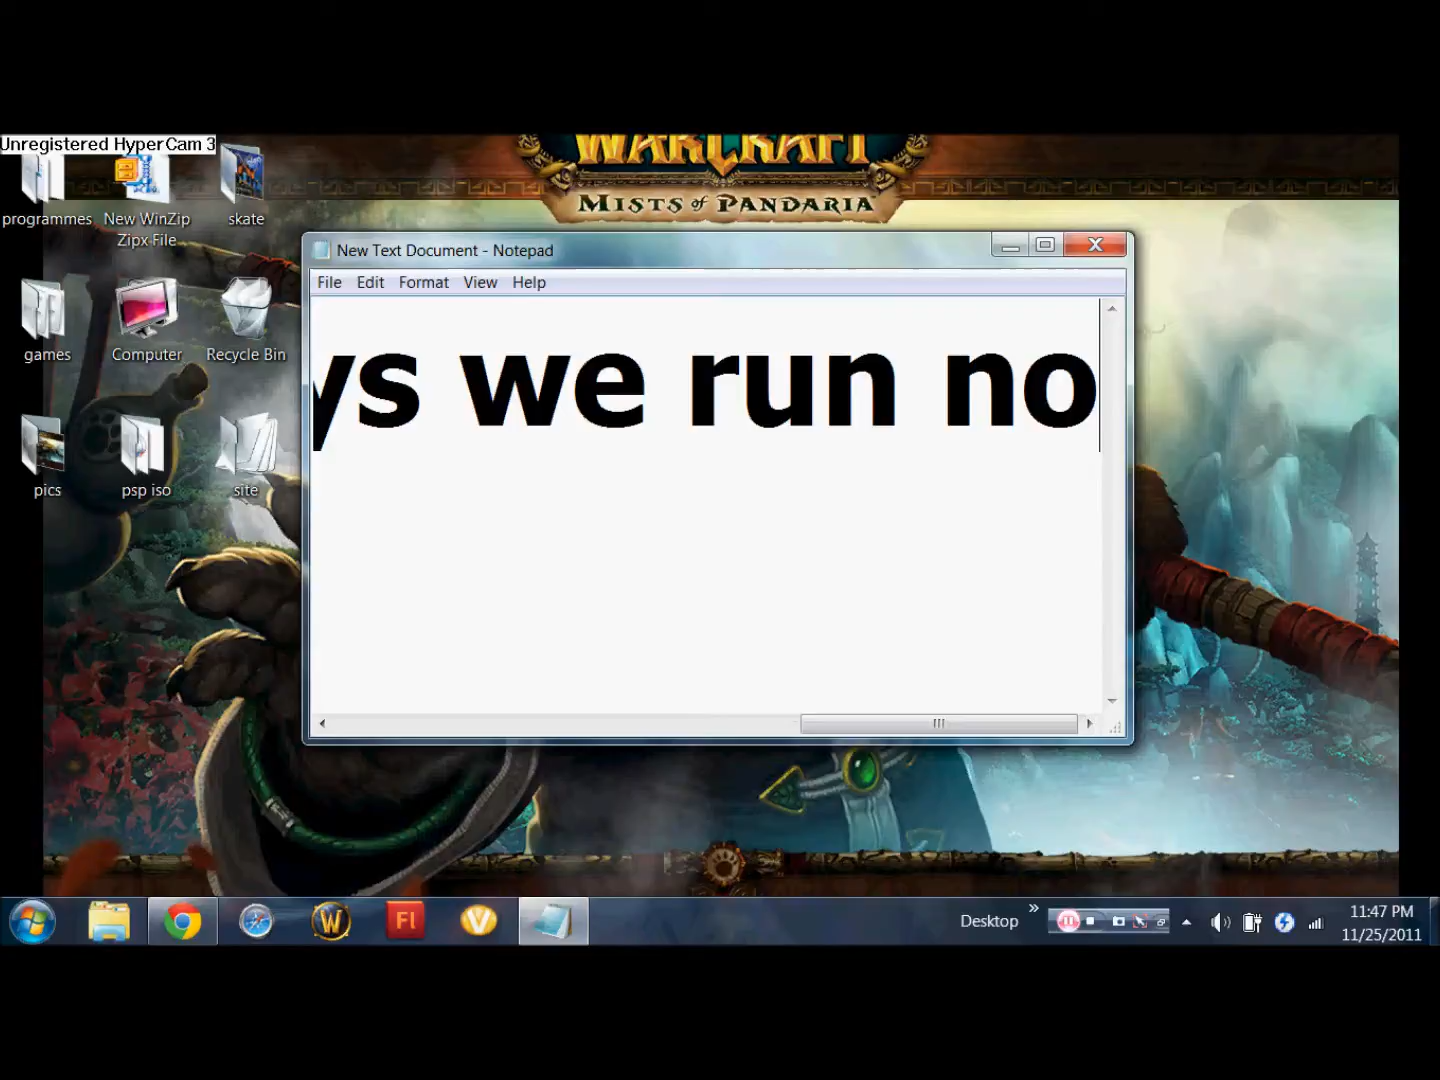 WARCRAFT
MISTS of PANDARIA
Unregistered HyperCam 3
programmes
New WinZip
Zipx File
skate
games
Computer
Recycle Bin
pics
psp iso
site
New Text Document - Notepad
File Edit Format View Help
ys we run no
W
Fl
V
Desktop
11:47 PM
11/25/2011